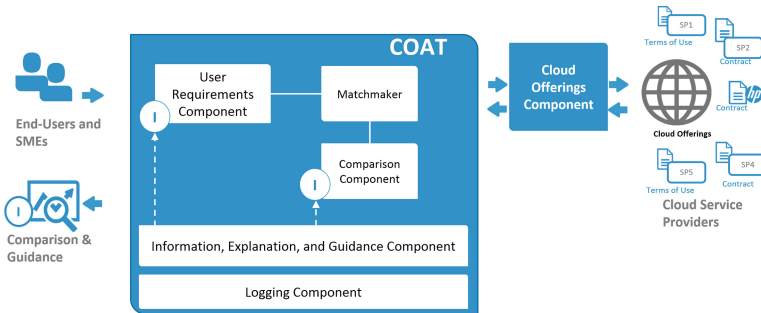 COAT
User
Requirements
Component
I
Matchmaker
I
Comparison
Component
Information, Explanation, and Guidance Component
Logging Component
End-Users and
SMEs
I
Comparison &
Guidance
Cloud
Offerings
Component
SP1
Terms of Use
SP2
Contract
hp
Contract
Cloud Offerings
SP5
Terms of Use
SP4
Contract
Cloud Service
Providers